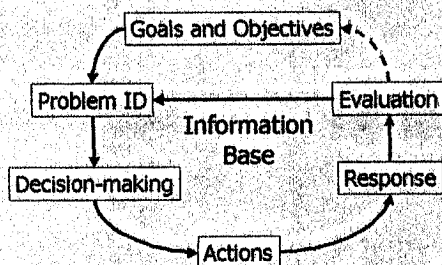 Goals and Objectives
Problem ID
Evaluation
Information
Base
Decision-making
Response
Actions